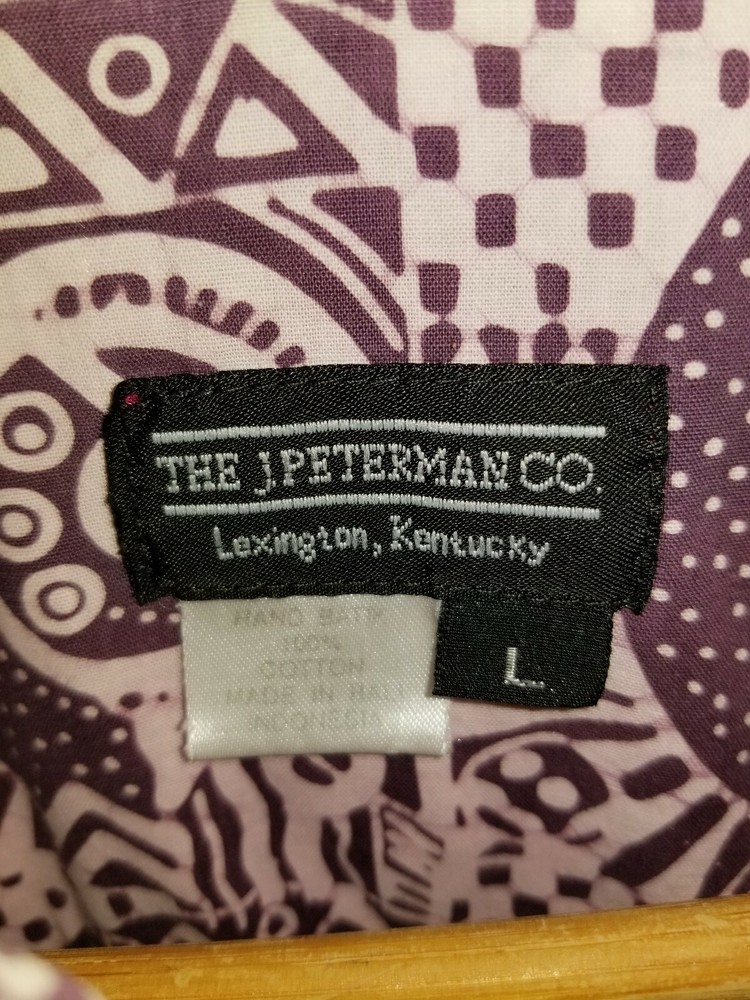 THE J.PETERMAN CO.
Lexington, Kentucky
L
HAND BATIK
100%
COTTON
MADE IN BALI
INDONESIA